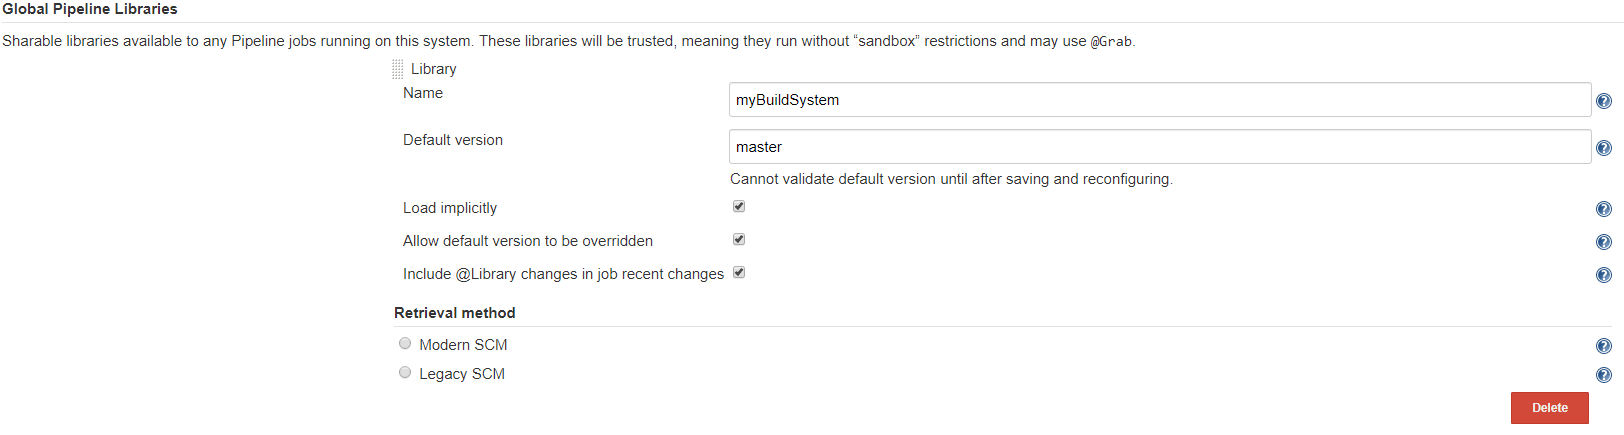 Global Pipeline Libraries
Sharable libraries available to any Pipeline jobs running on this system. These libraries will be trusted, meaning they run without “sandbox” restrictions and may use @Grab.
Library
Name
myBuildSystem
Default version
master
Cannot validate default version until after saving and reconfiguring.
Load implicitly
Allow default version to be overridden
Include @Library changes in job recent changes
Retrieval method
Modern SCM
Legacy SCM
Delete